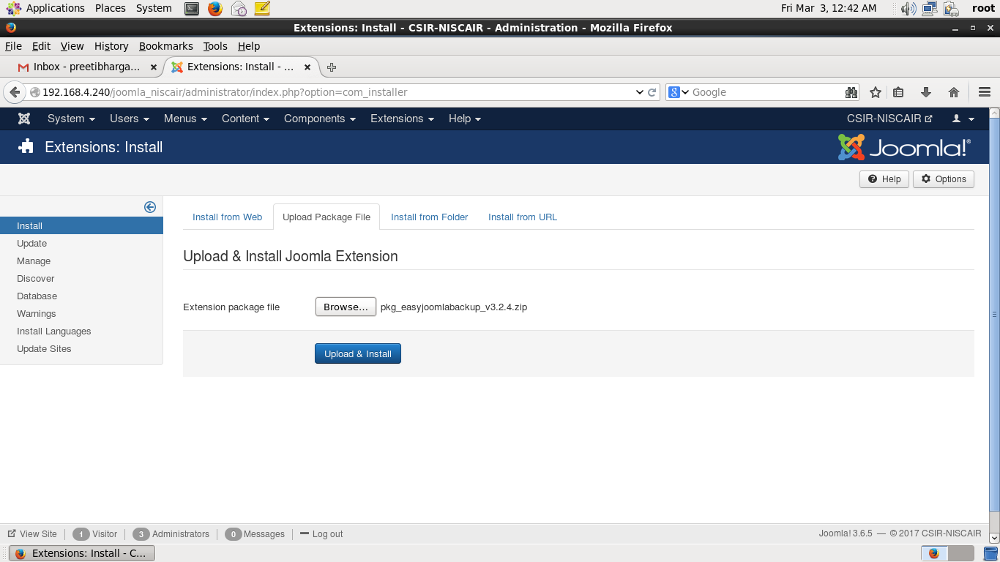 Applications Places System Fri Mar 3, 12:42 AM root
Extensions: Install - CSIR-NISCAIR - Administration - Mozilla Firefox
File Edit View History Bookmarks Tools Help
Inbox - preetibharga... Extensions: Install - ...
192.168.4.240/joomla_niscair/administrator/index.php?option=com_installer Google
System Users Menus Content Components Extensions Help CSIR-NISCAIR
Extensions: Install Joomla!®
Help Options
Install from Web Upload Package File Install from Folder Install from URL
Install
Update
Manage
Discover
Database
Warnings
Install Languages
Update Sites
Upload & Install Joomla Extension
Extension package file Browse... pkg_easyjoomlabackup_v3.2.4.zip
Upload & Install
View Site 1 Visitor 3 Administrators 0 Messages Log out Joomla! 3.6.5 — © 2017 CSIR-NISCAIR
Extensions: Install - C...